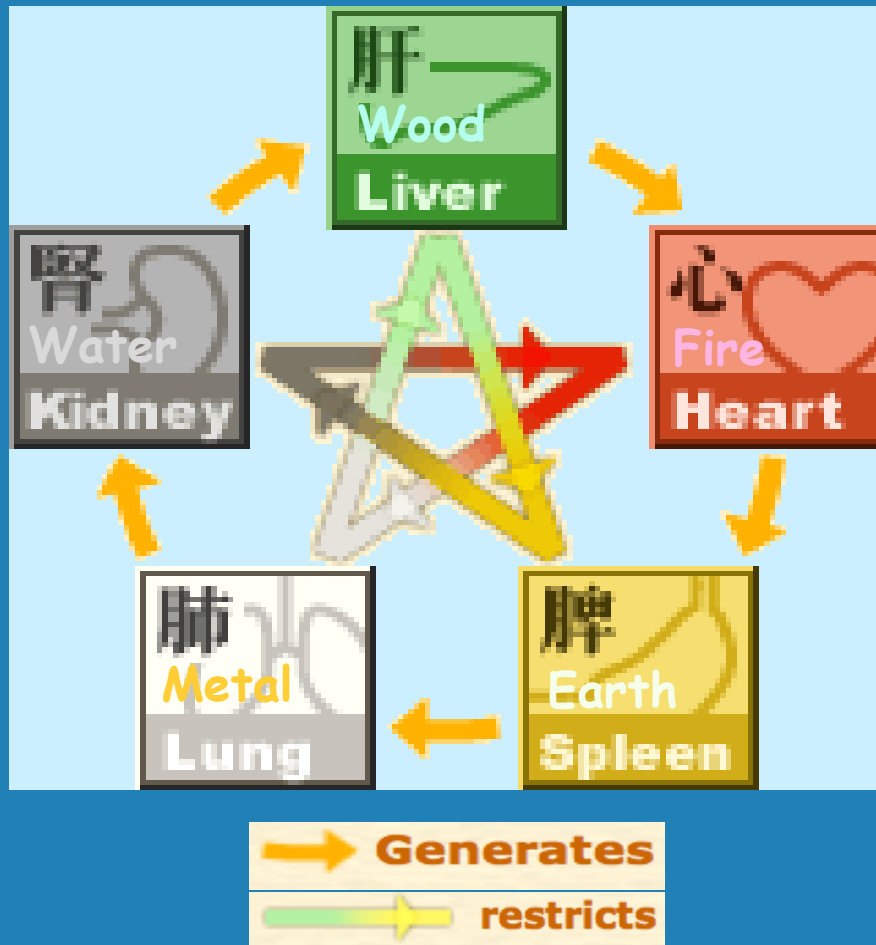 肝
Wood
Liver
腎
Water
Kidney
心
Fire
Heart
肺
Metal
Lung
脾
Earth
Spleen
Generates
restricts